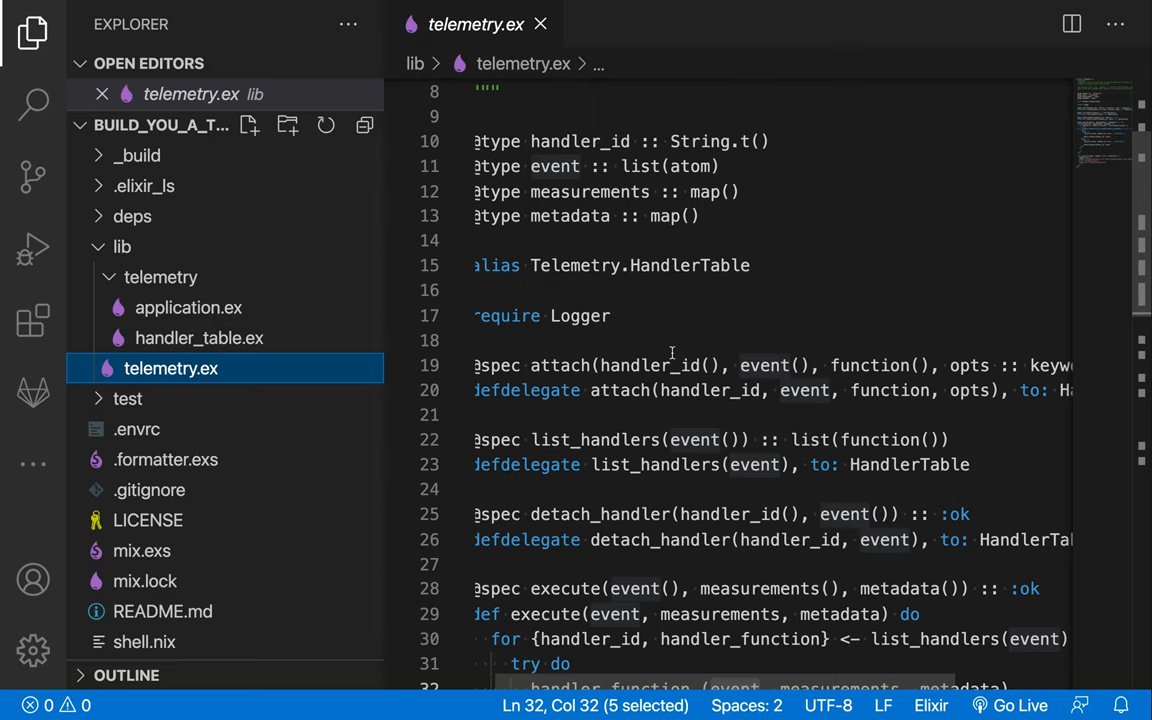 EXPLORER
OPEN EDITORS
telemetry.ex lib
BUILD_YOU_A_T...
_build
.elixir_ls
deps
lib
telemetry
application.ex
handler_table.ex
telemetry.ex
test
.envrc
.formatter.exs
.gitignore
LICENSE
mix.exs
mix.lock
README.md
shell.nix
OUTLINE
telemetry.ex
lib > telemetry.ex > ...
8 """
9
10 @type handler_id :: String.t()
11 @type event :: list(atom)
12 @type measurements :: map()
13 @type metadata :: map()
14
15 alias Telemetry.HandlerTable
16
17 require Logger
18
19 @spec attach(handler_id(), event(), function(), opts :: keywo
20 defdelegate attach(handler_id, event, function, opts), to: Ha
21
22 @spec list_handlers(event()) :: list(function())
23 defdelegate list_handlers(event), to: HandlerTable
24
25 @spec detach_handler(handler_id(), event()) :: :ok
26 defdelegate detach_handler(handler_id, event), to: HandlerTab
27
28 @spec execute(event(), measurements(), metadata()) :: :ok
29 def execute(event, measurements, metadata) do
30 for {handler_id, handler_function} <- list_handlers(event)
31 try do
32 handler_function.(event, measurements, metadata)
0 0 Ln 32, Col 32 (5 selected) Spaces: 2 UTF-8 LF Elixir Go Live